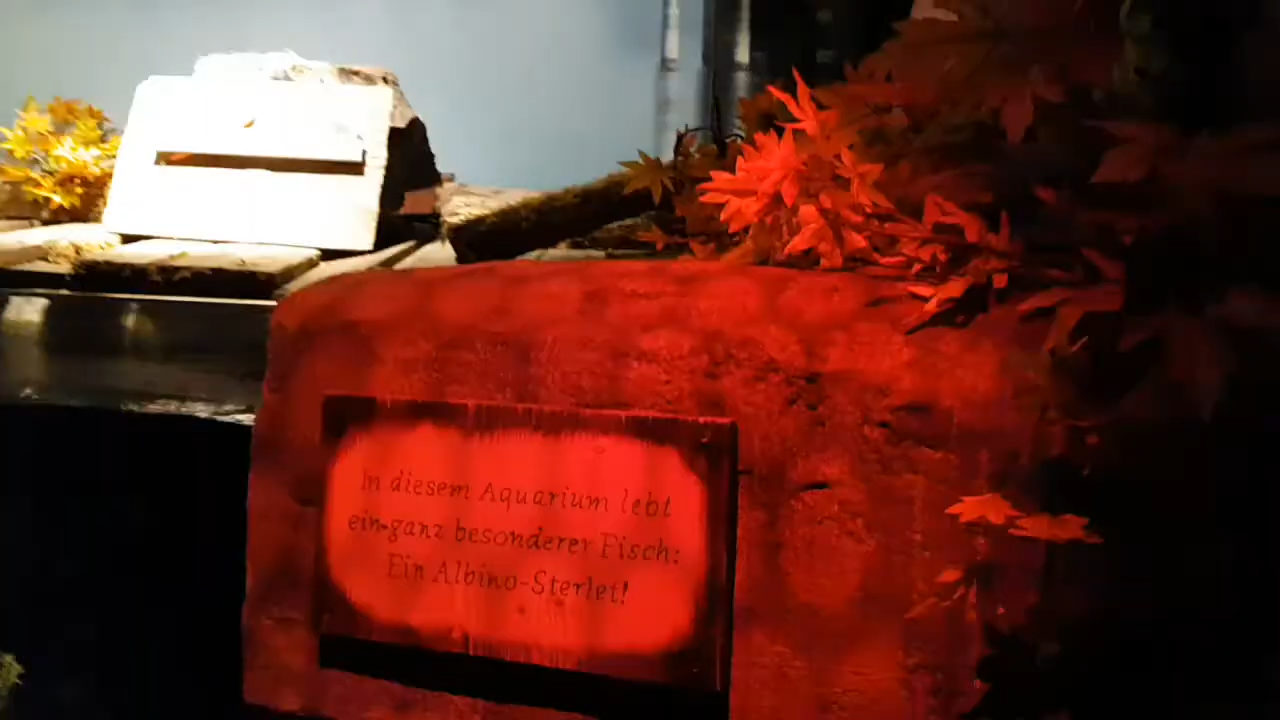 In diesem Aquarium lebt
ein ganz besonderer Fisch:
Ein Albino-Sterlet!